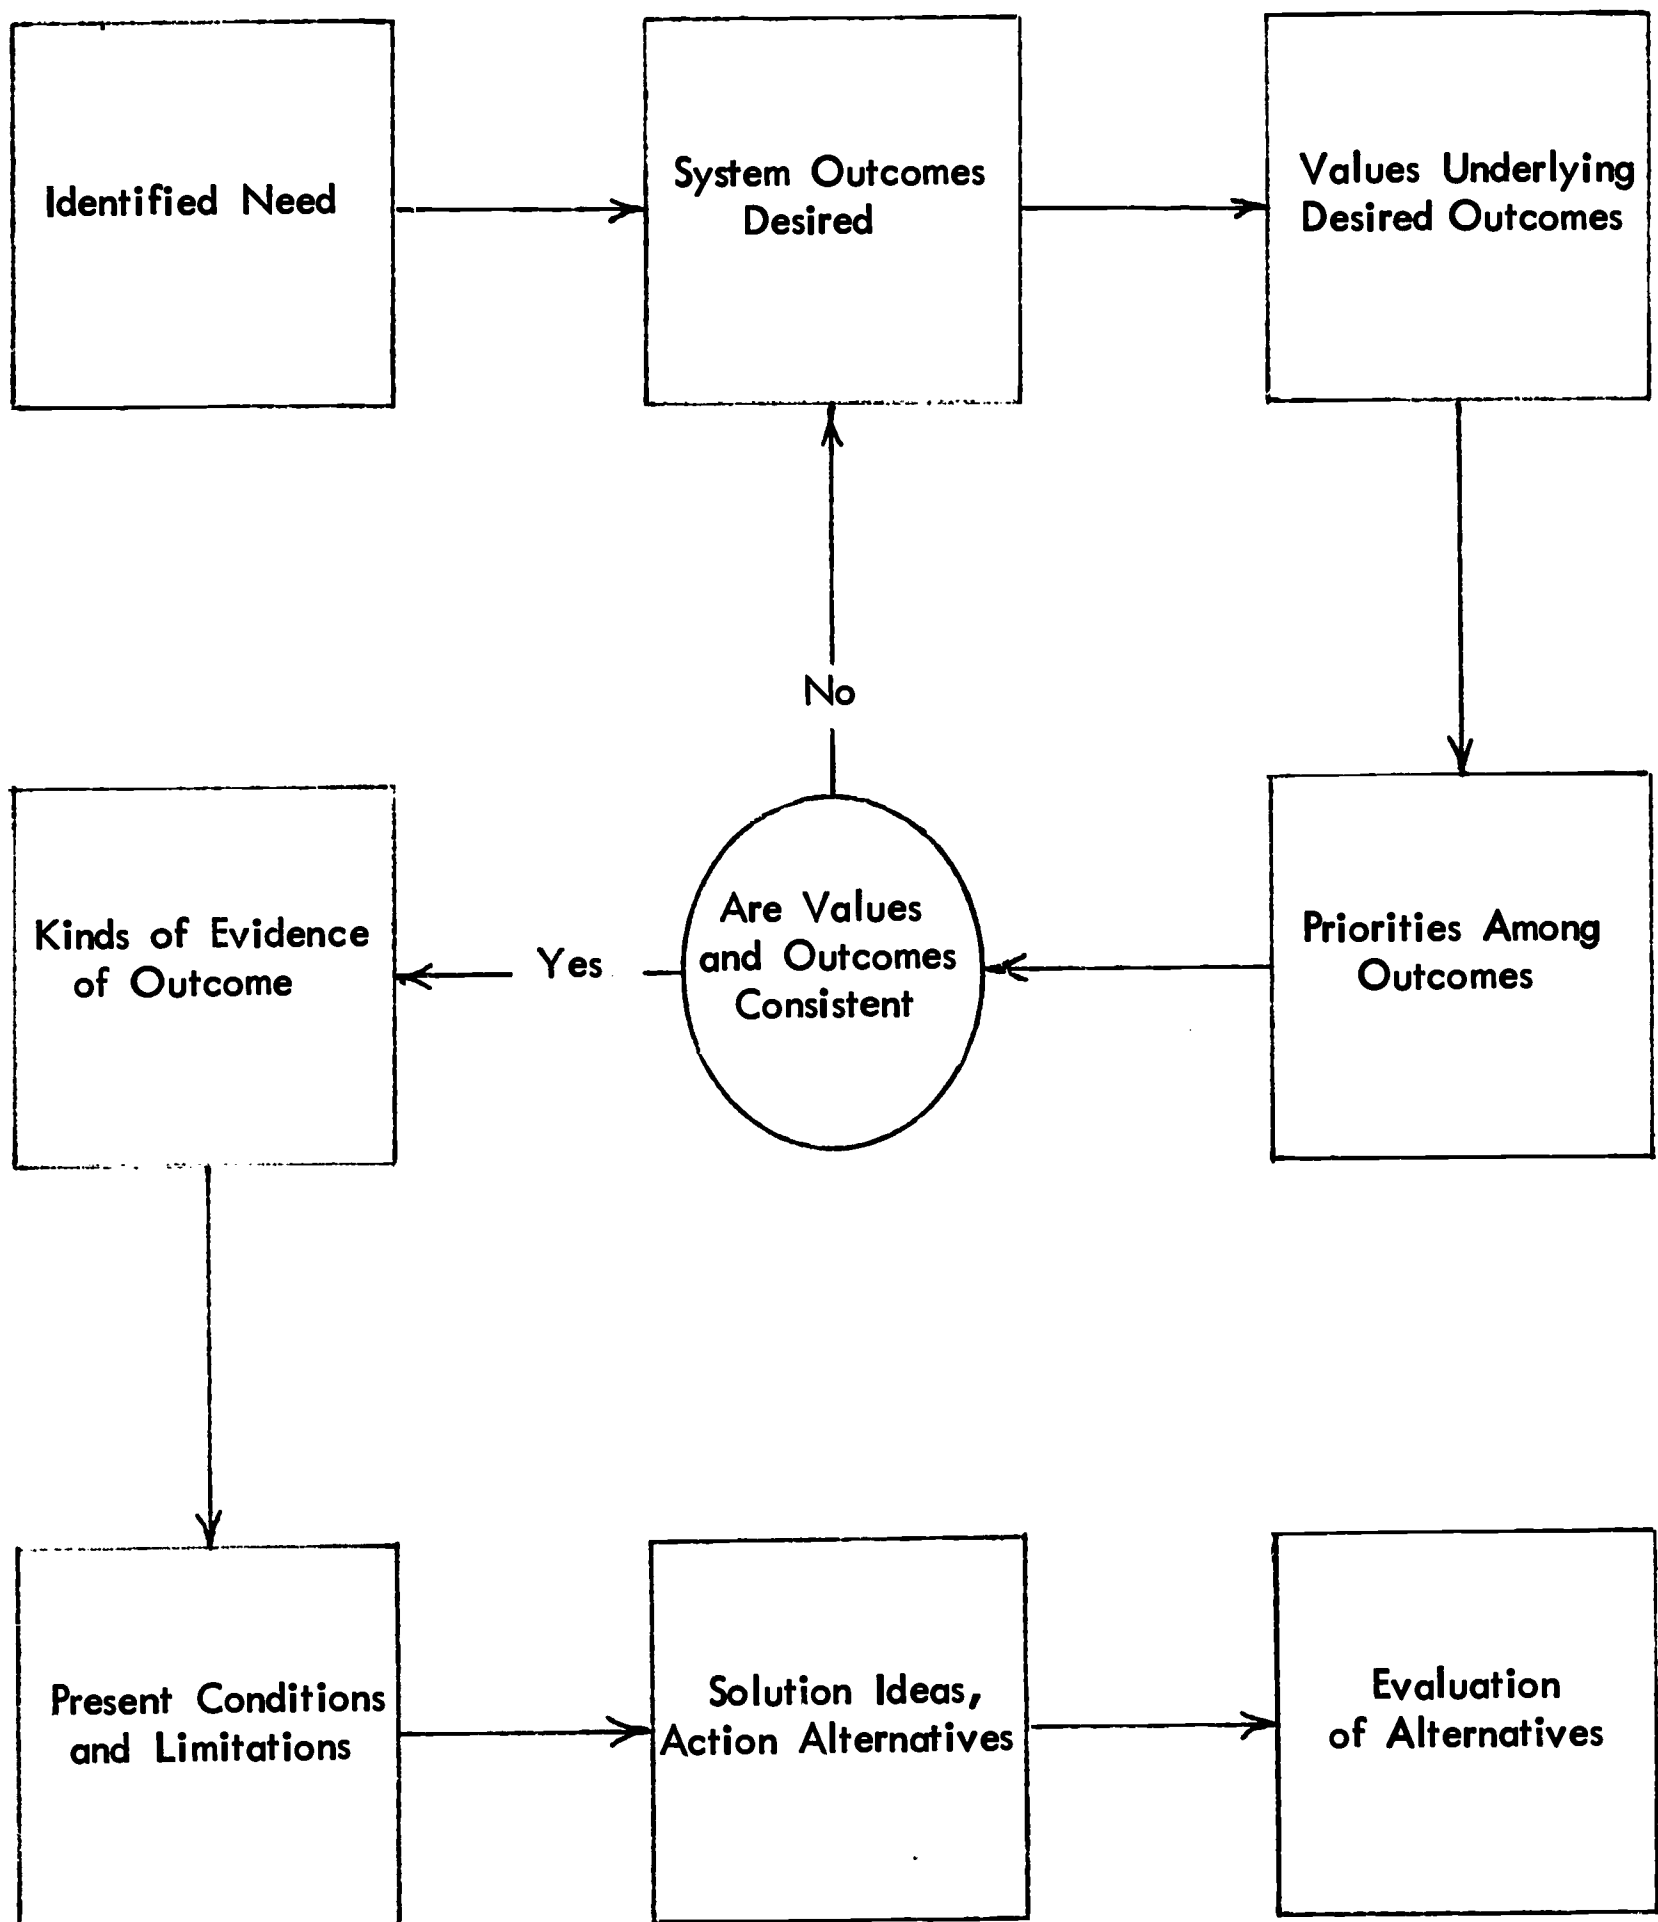 Identified Need
System Outcomes
Desired
Values Underlying
Desired Outcomes
No
Kinds of Evidence
of Outcome
Yes
Are Values
and Outcomes
Consistent
Priorities Among
Outcomes
Present Conditions
and Limitations
Solution Ideas,
Action Alternatives
Evaluation
of Alternatives